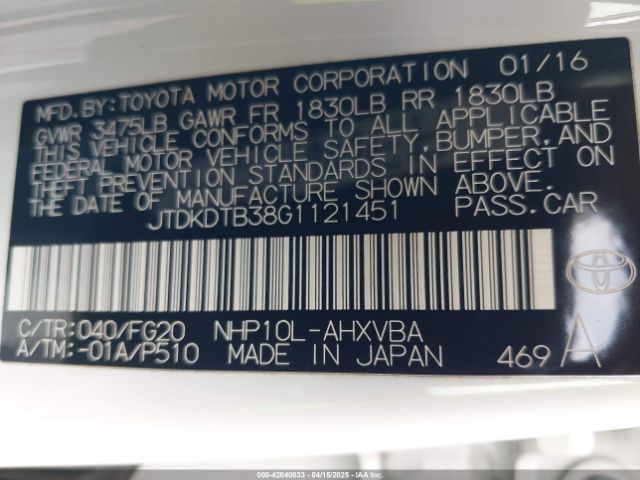 MFD.BY:TOYOTA MOTOR CORPORATION 01/16
GVWR 3475LB GAWR FR 1830LB RR 1830LB
THIS VEHICLE CONFORMS TO ALL APPLICABLE
FEDERAL MOTOR VEHICLE SAFETY,BUMPER,AND
THEFT PREVENTION STANDARDS IN EFFECT ON
THE DATE OF MANUFACTURE SHOWN ABOVE.
JTDKDTB38G1121451 PASS.CAR
C/TR:040/FG20 NHP10L-AHXVBA
A/TM:-01A/P510 MADE IN JAPAN 469 A
000-42040833 - 04/15/2025 - IAA Inc.